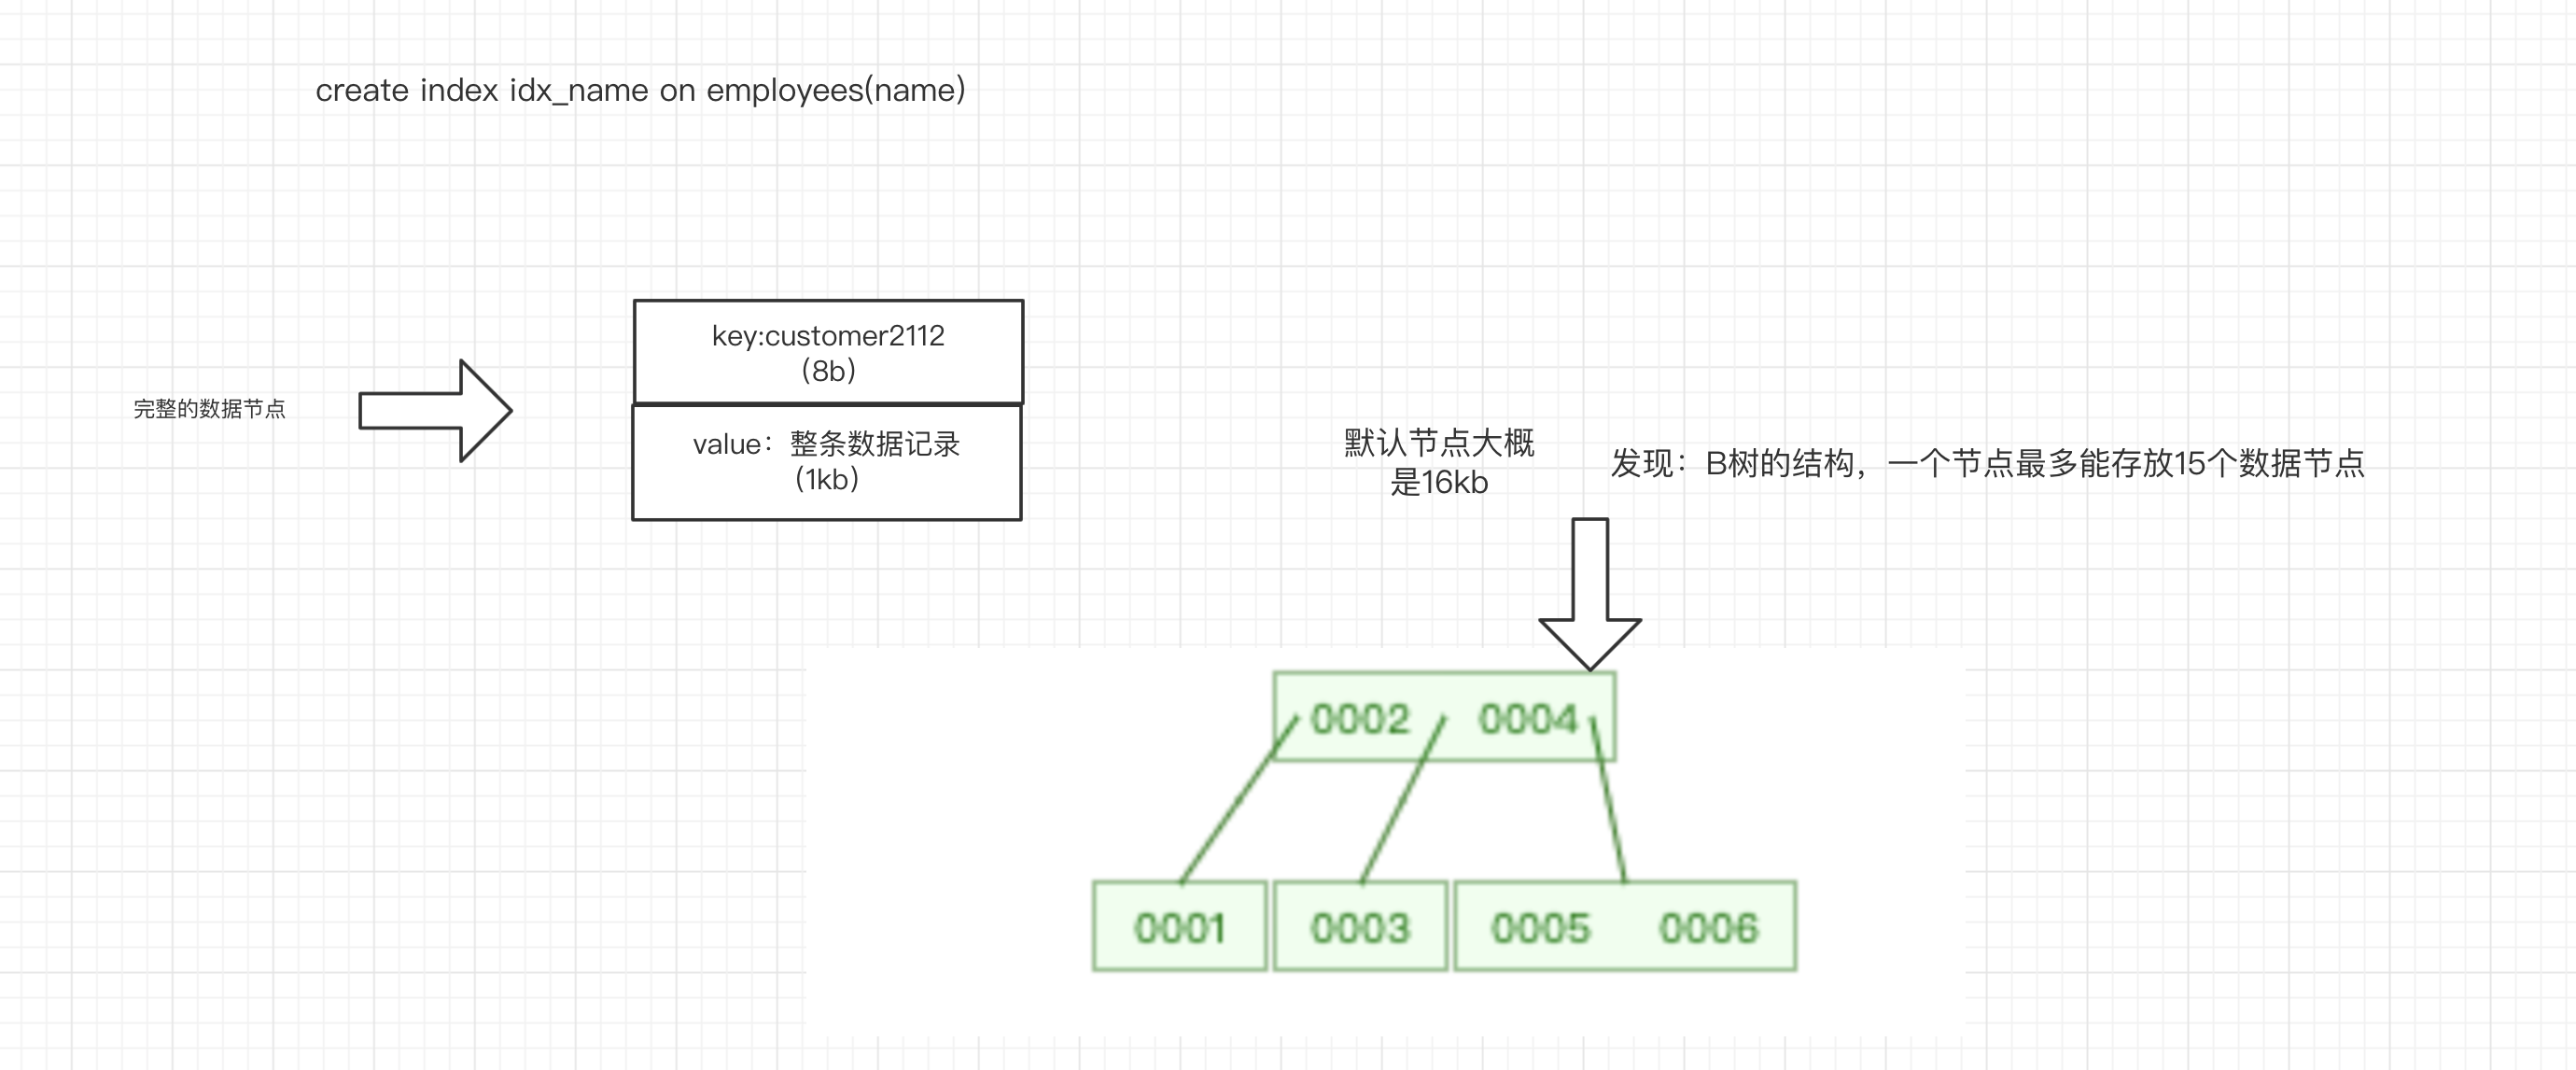 create index idx_name on employees(name)
key:customer2112
(8b)
完整的数据节点
value：整条数据记录
(1kb)
默认节点大概
是16kb
发现：B树的结构，一个节点最多能存放15个数据节点
0002 0004
0001 0003 0005 0006